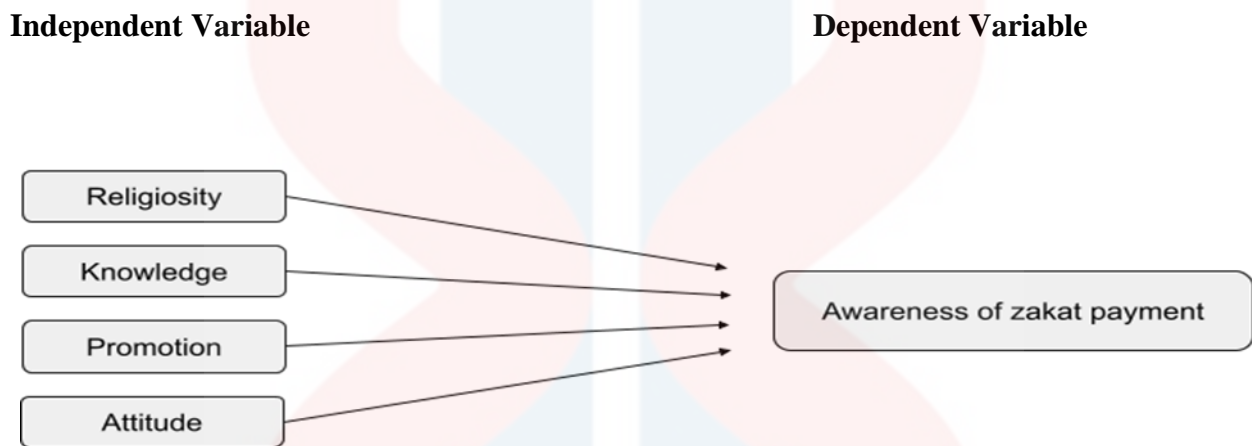 Independent Variable
Dependent Variable
Religiosity
Knowledge
Promotion
Attitude
Awareness of zakat payment